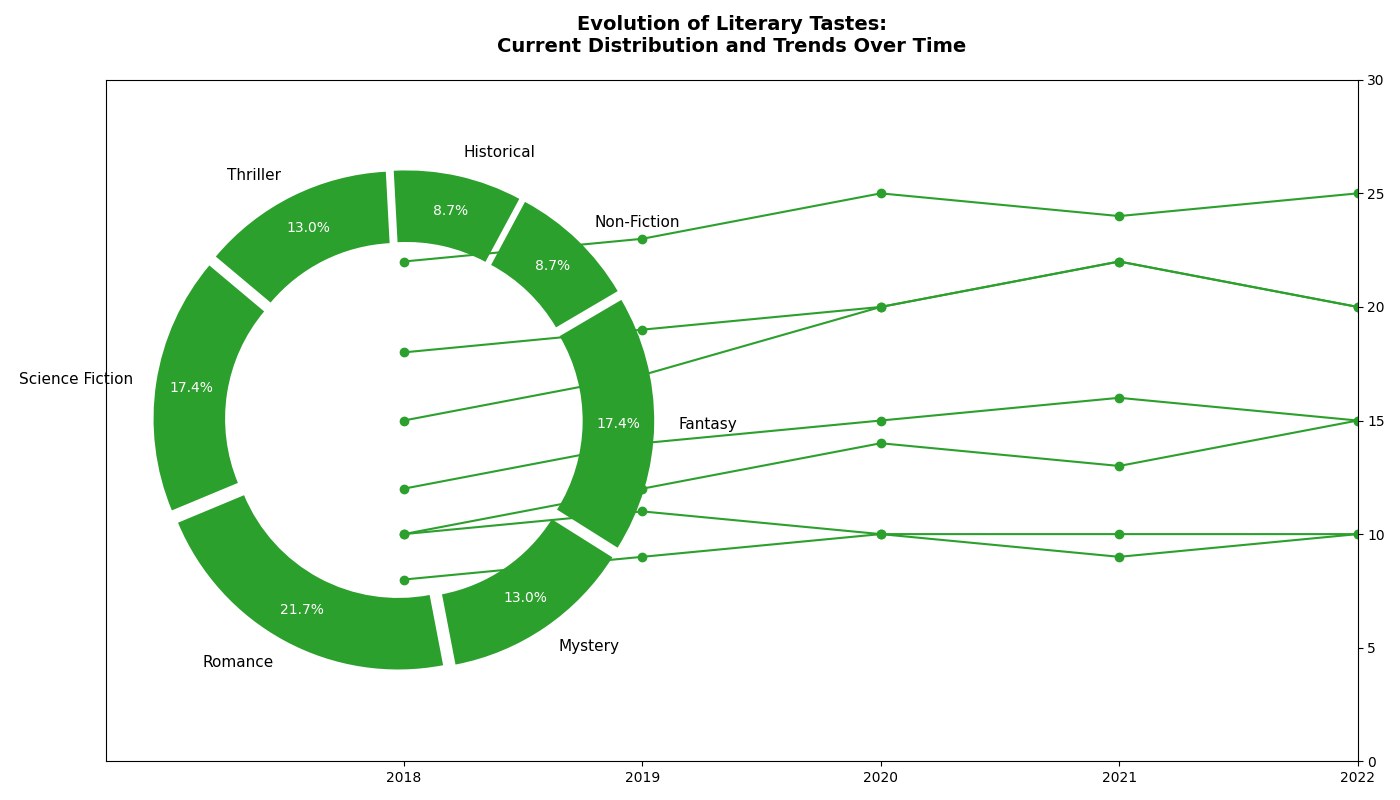 Evolution of Literary Tastes:
Current Distribution and Trends Over Time
30
Historical
Thriller
25
8.7%
Non-Fiction
13.0%
8.7%
20
Science Fiction
17.4%
17.4%
Fantasy
15
10
13.0%
21.7%
Mystery
Romance
5
0
2018
2019
2020
2021
2022